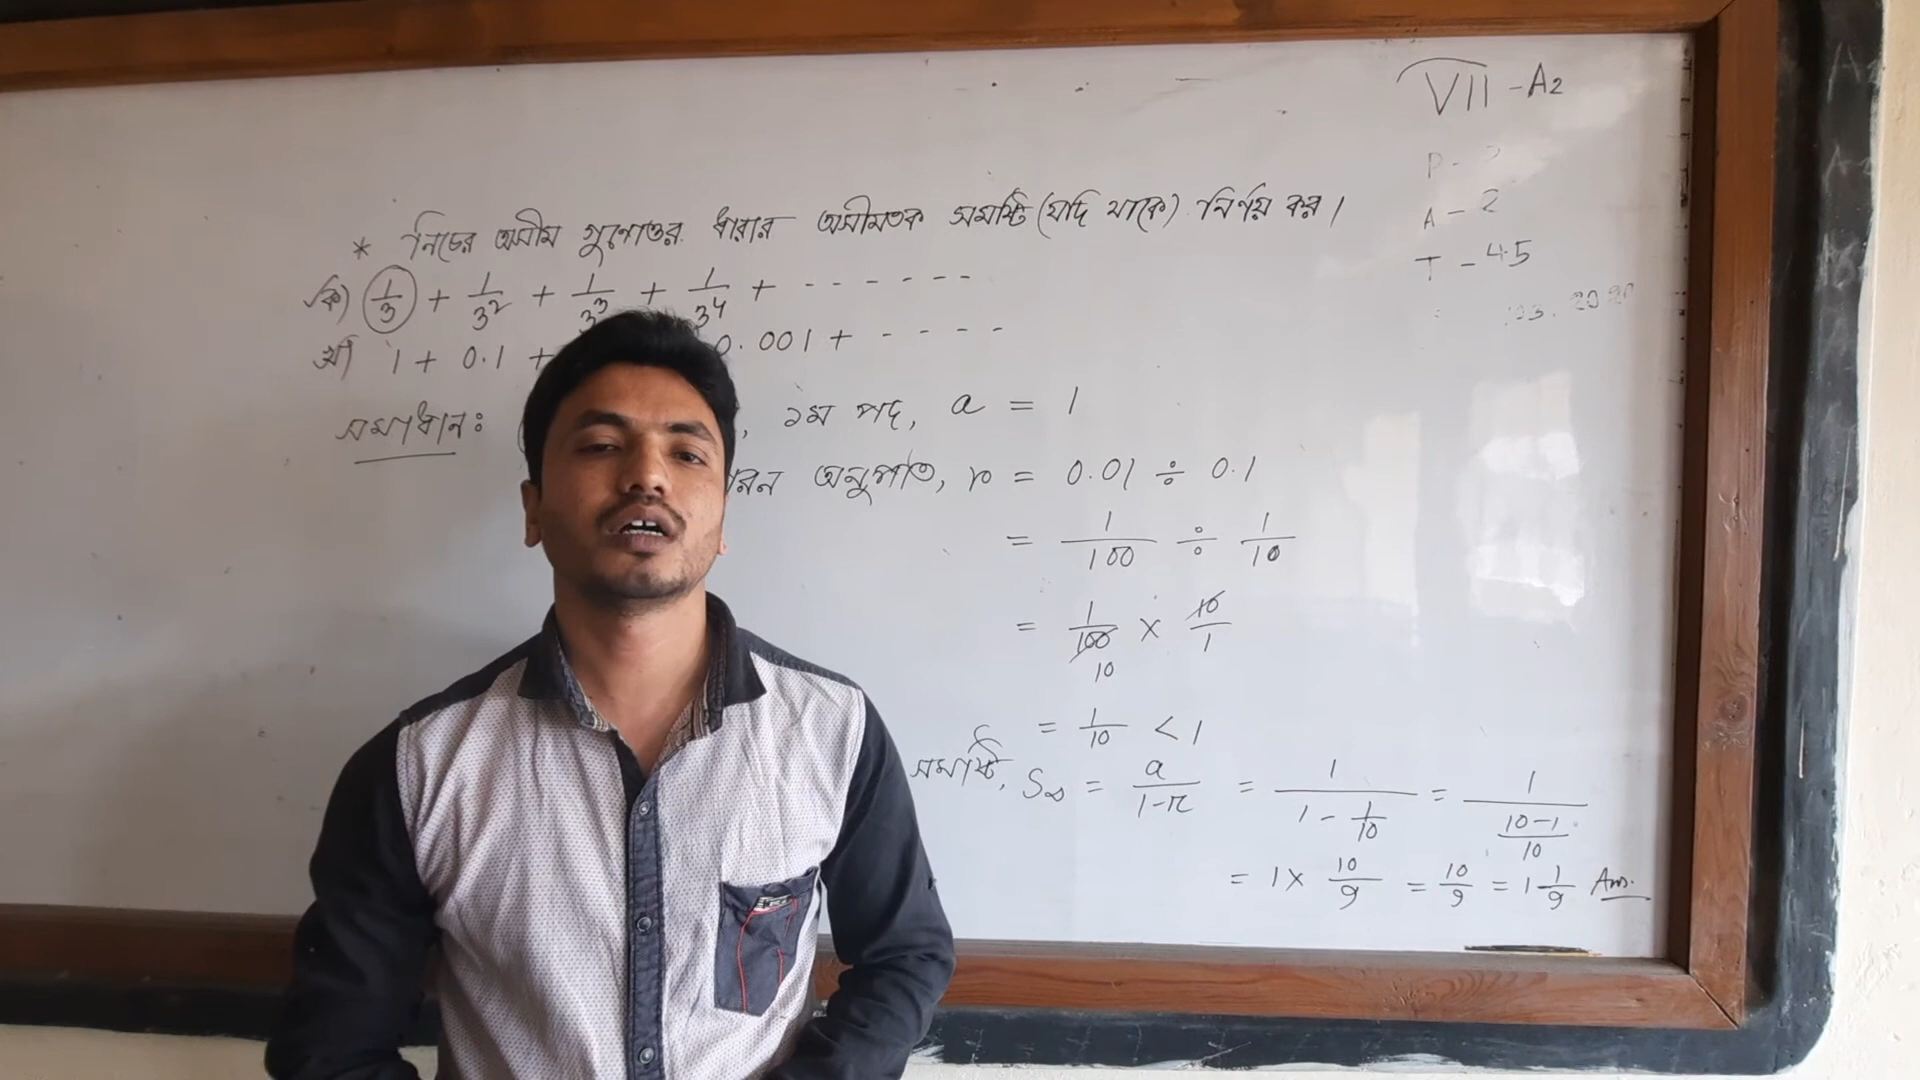 VII - A2
A - 2
T - 45
* নিচের অসীম গুণোত্তর ধারার অসীমতক সমষ্টি (যদি থাকে) নির্ণয় কর।
ক) 1/3 + 1/3² + 1/3³ + 1/3⁴ + - - - - - -
খ) 1 + 0.1 + 0.001 + - - - -
সমাধান: , ১ম পদ, a = 1
অনুপাত, r = 0.01 ÷ 0.1
= 1/100 ÷ 1/10
= 1/100 × 10/1
10
= 1/10 < 1
সমষ্টি, S∞ = a/(1-r) = 1/(1 - 1/10) = 1/((10-1)/10)
= 1 × 10/9 = 10/9 = 1 1/9 Ans.